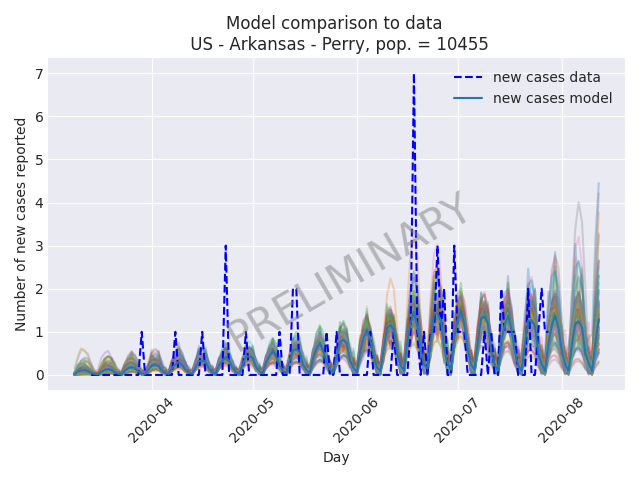 Model comparison to data
US - Arkansas - Perry, pop. = 10455
new cases data
new cases model
PRELIMINARY
Number of new cases reported
7
6
5
4
3
2
1
0
2020-04
2020-05
2020-06
2020-07
2020-08
Day